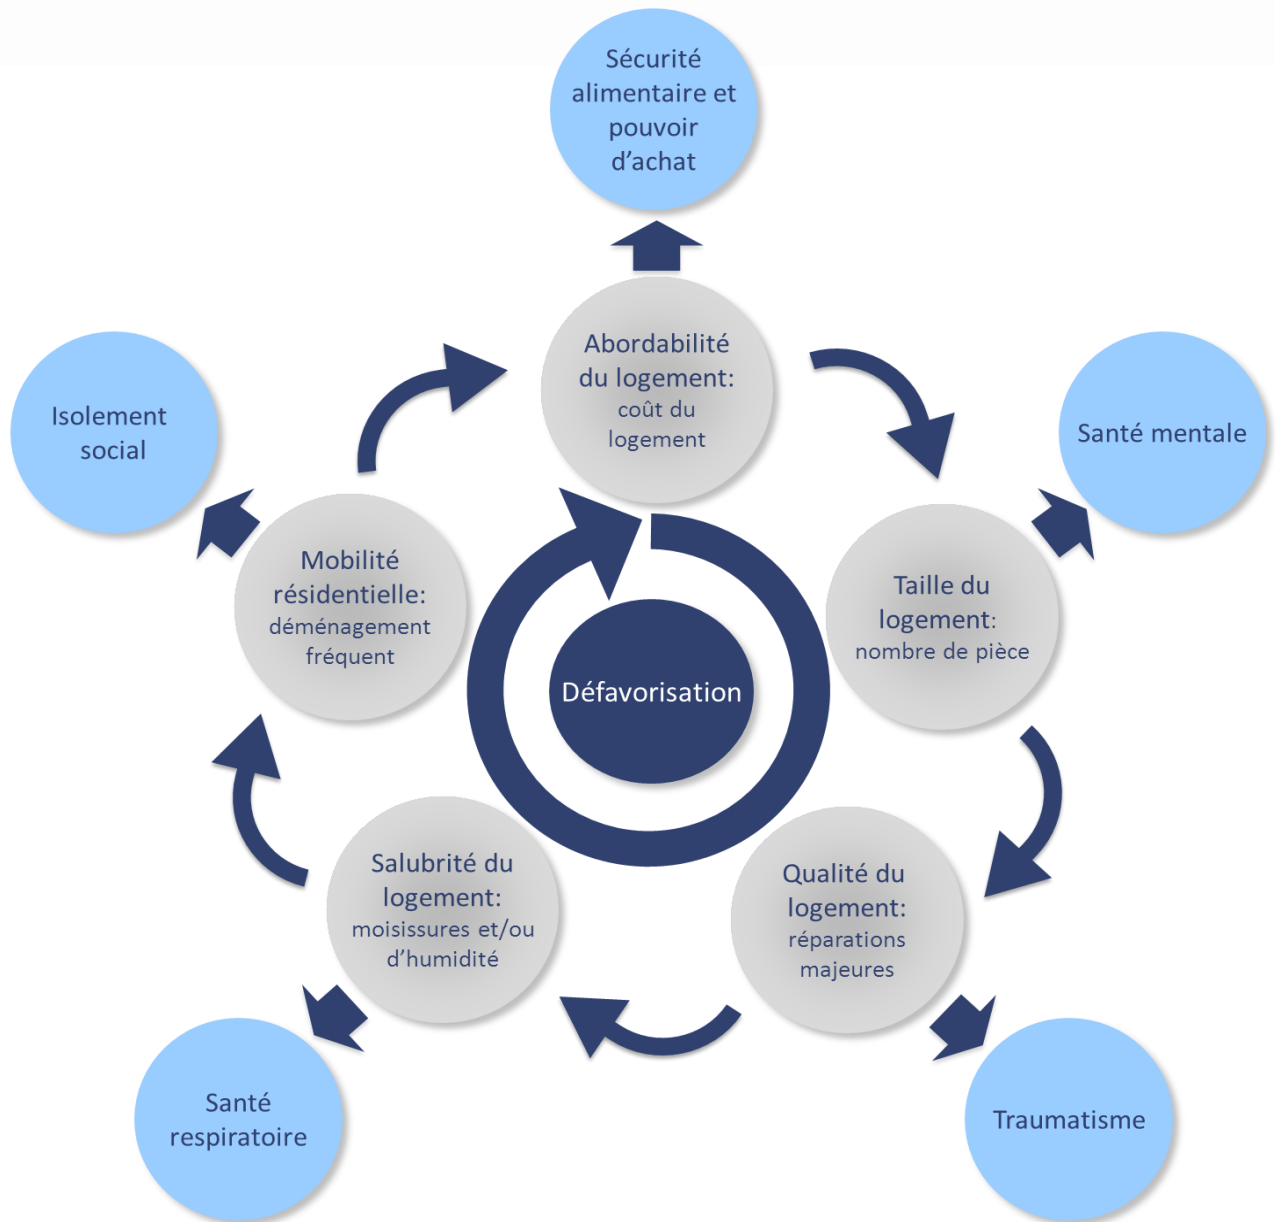 Sécurité
alimentaire et
pouvoir
d’achat
Abordabilité
du logement:
coût du
logement
Isolement
social
Santé mentale
Mobilité
résidentielle:
déménagement
fréquent
Taille du
logement:
nombre de pièce
Défavorisation
Salubrité du
logement:
moisissures et/ou
d’humidité
Qualité du
logement:
réparations
majeures
Santé
respiratoire
Traumatisme